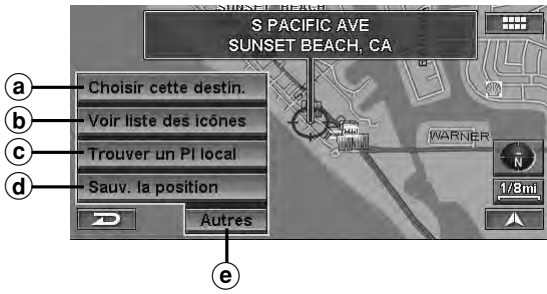 SUNSET BEACH
S PACIFIC AVE
SUNSET BEACH, CA
a
Choisir cette destin.
b
Voir liste des icônes
c
Trouver un PI local
WARNER
N
d
Sauv. la position
1/8mi
Autres
e